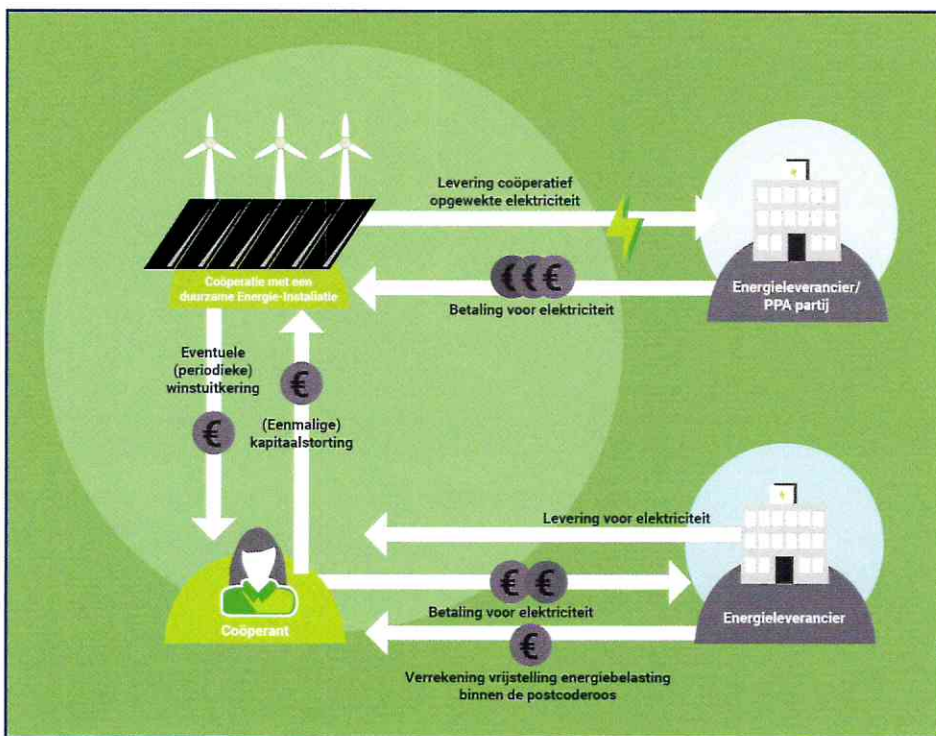 Levering coöperatief
opgewekte elektriciteit
Coöperatie met een
duurzame Energie-Installatie
€€€
Betaling voor elektriciteit
Energieleverancier/
PPA partij
Eventuele
(periodieke)
winstuitkering
€
€
(Eenmalige)
kapitaalstorting
Levering voor elektriciteit
€ €
Betaling voor elektriciteit
Coöperant
Energieleverancier
€
Verrekening vrijstelling energiebelasting
binnen de postcoderoos